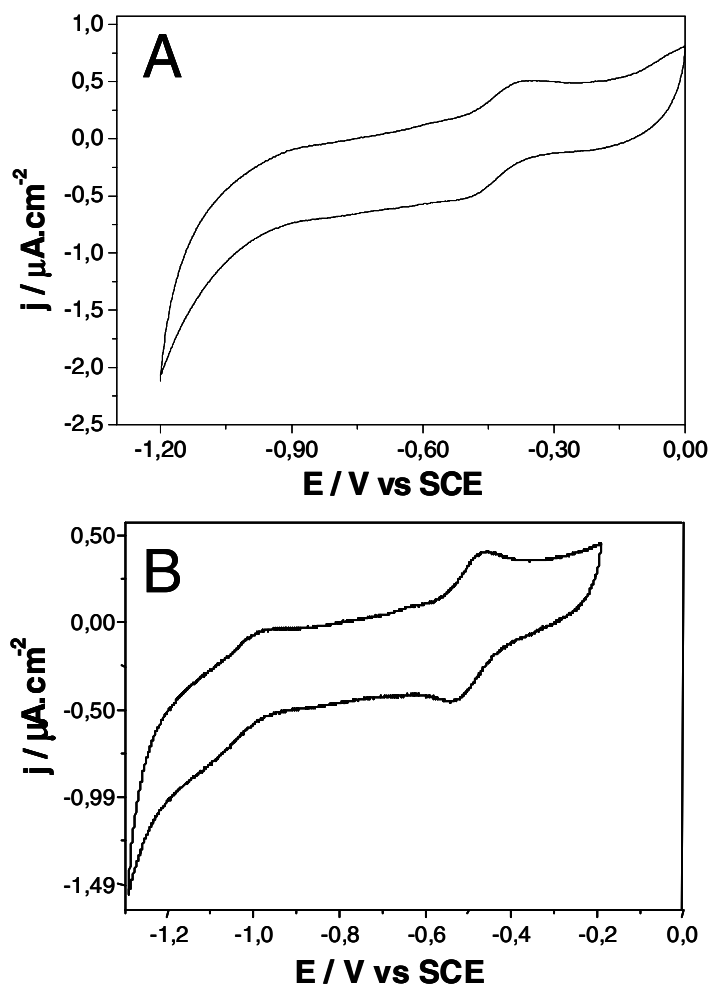 A
1,0
0,5
0,0
-0,5
-1,0
-1,5
-2,0
-2,5
j / μA.cm-2
-1,20 -0,90 -0,60 -0,30 0,00
E / V vs SCE
B
0,50
0,00
-0,50
-0,99
-1,49
j / μA.cm-2
-1,2 -1,0 -0,8 -0,6 -0,4 -0,2 0,0
E / V vs SCE